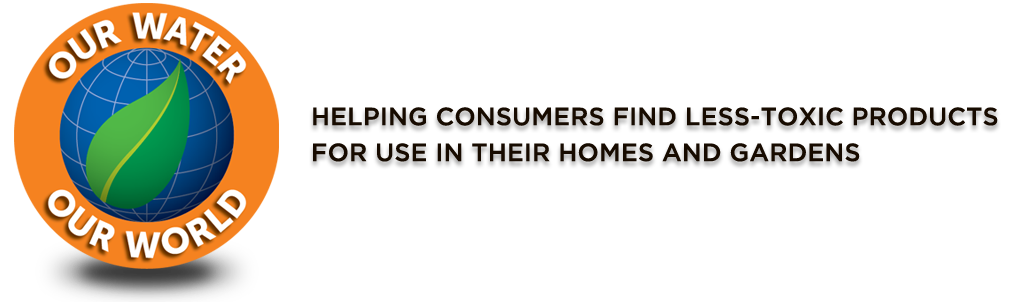 OUR WATER
OUR WORLD
HELPING CONSUMERS FIND LESS-TOXIC PRODUCTS
FOR USE IN THEIR HOMES AND GARDENS